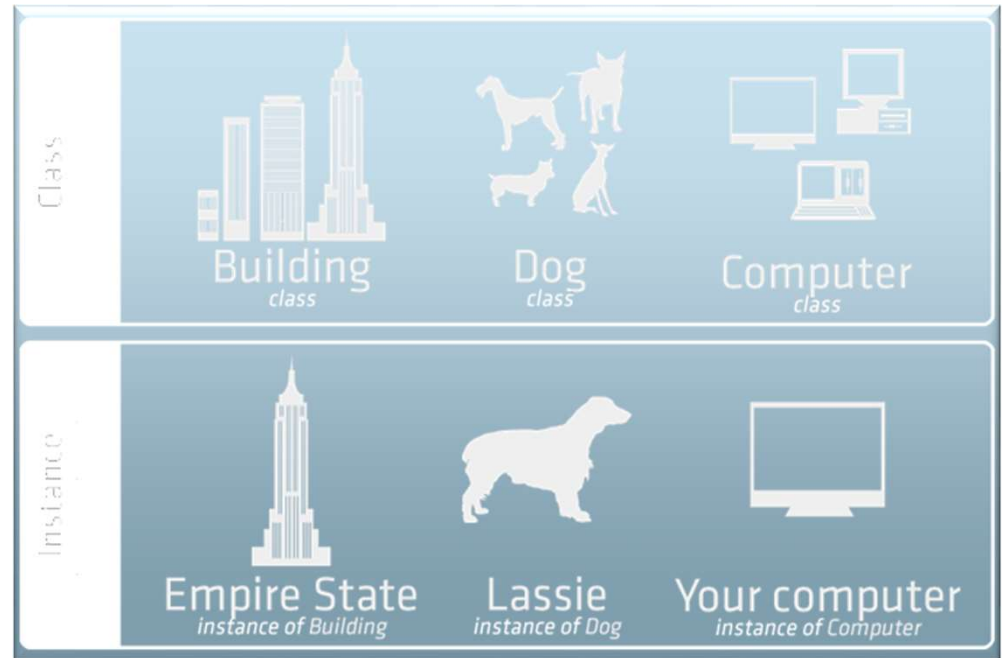 Class
Building
class
Dog
class
Computer
class
Instance
Empire State
instance of Building
Lassie
instance of Dog
Your computer
instance of Computer